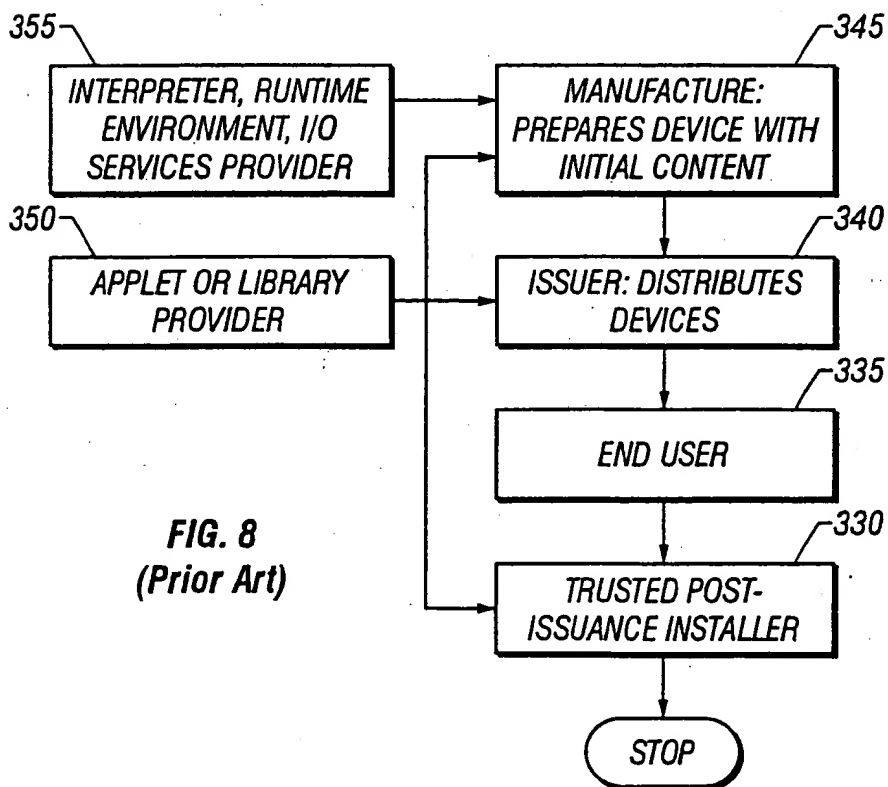 355
INTERPRETER, RUNTIME
ENVIRONMENT, I/O
SERVICES PROVIDER
345
MANUFACTURE:
PREPARES DEVICE WITH
INITIAL CONTENT
350
APPLET OR LIBRARY
PROVIDER
340
ISSUER: DISTRIBUTES
DEVICES
335
END USER
330
TRUSTED POST-
ISSUANCE INSTALLER
STOP
FIG. 8
(Prior Art)